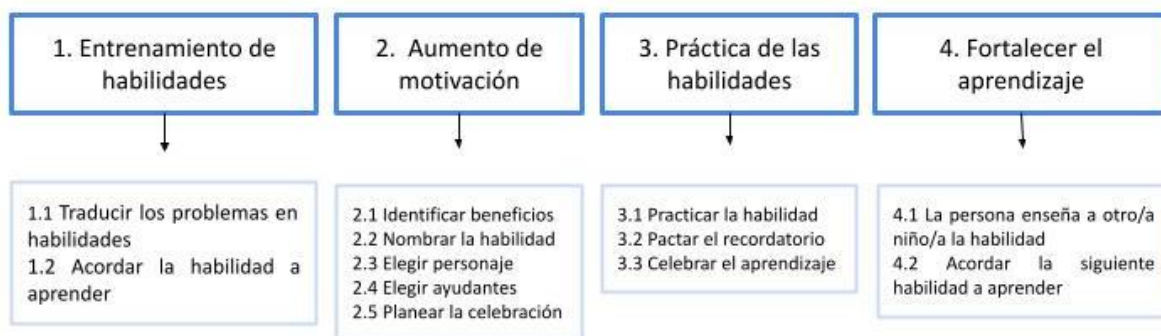 1. Entrenamiento de
habilidades
2. Aumento de
motivación
3. Práctica de las
habilidades
4. Fortalecer el
aprendizaje
1.1 Traducir los problemas en
habilidades
1.2 Acordar la habilidad a
aprender
2.1 Identificar beneficios
2.2 Nombrar la habilidad
2.3 Elegir personaje
2.4 Elegir ayudantes
2.5 Planear la celebración
3.1 Practicar la habilidad
3.2 Pactar el recordatorio
3.3 Celebrar el aprendizaje
4.1 La persona enseña a otro/a
niño/a la habilidad
4.2 Acordar la siguiente
habilidad a aprender